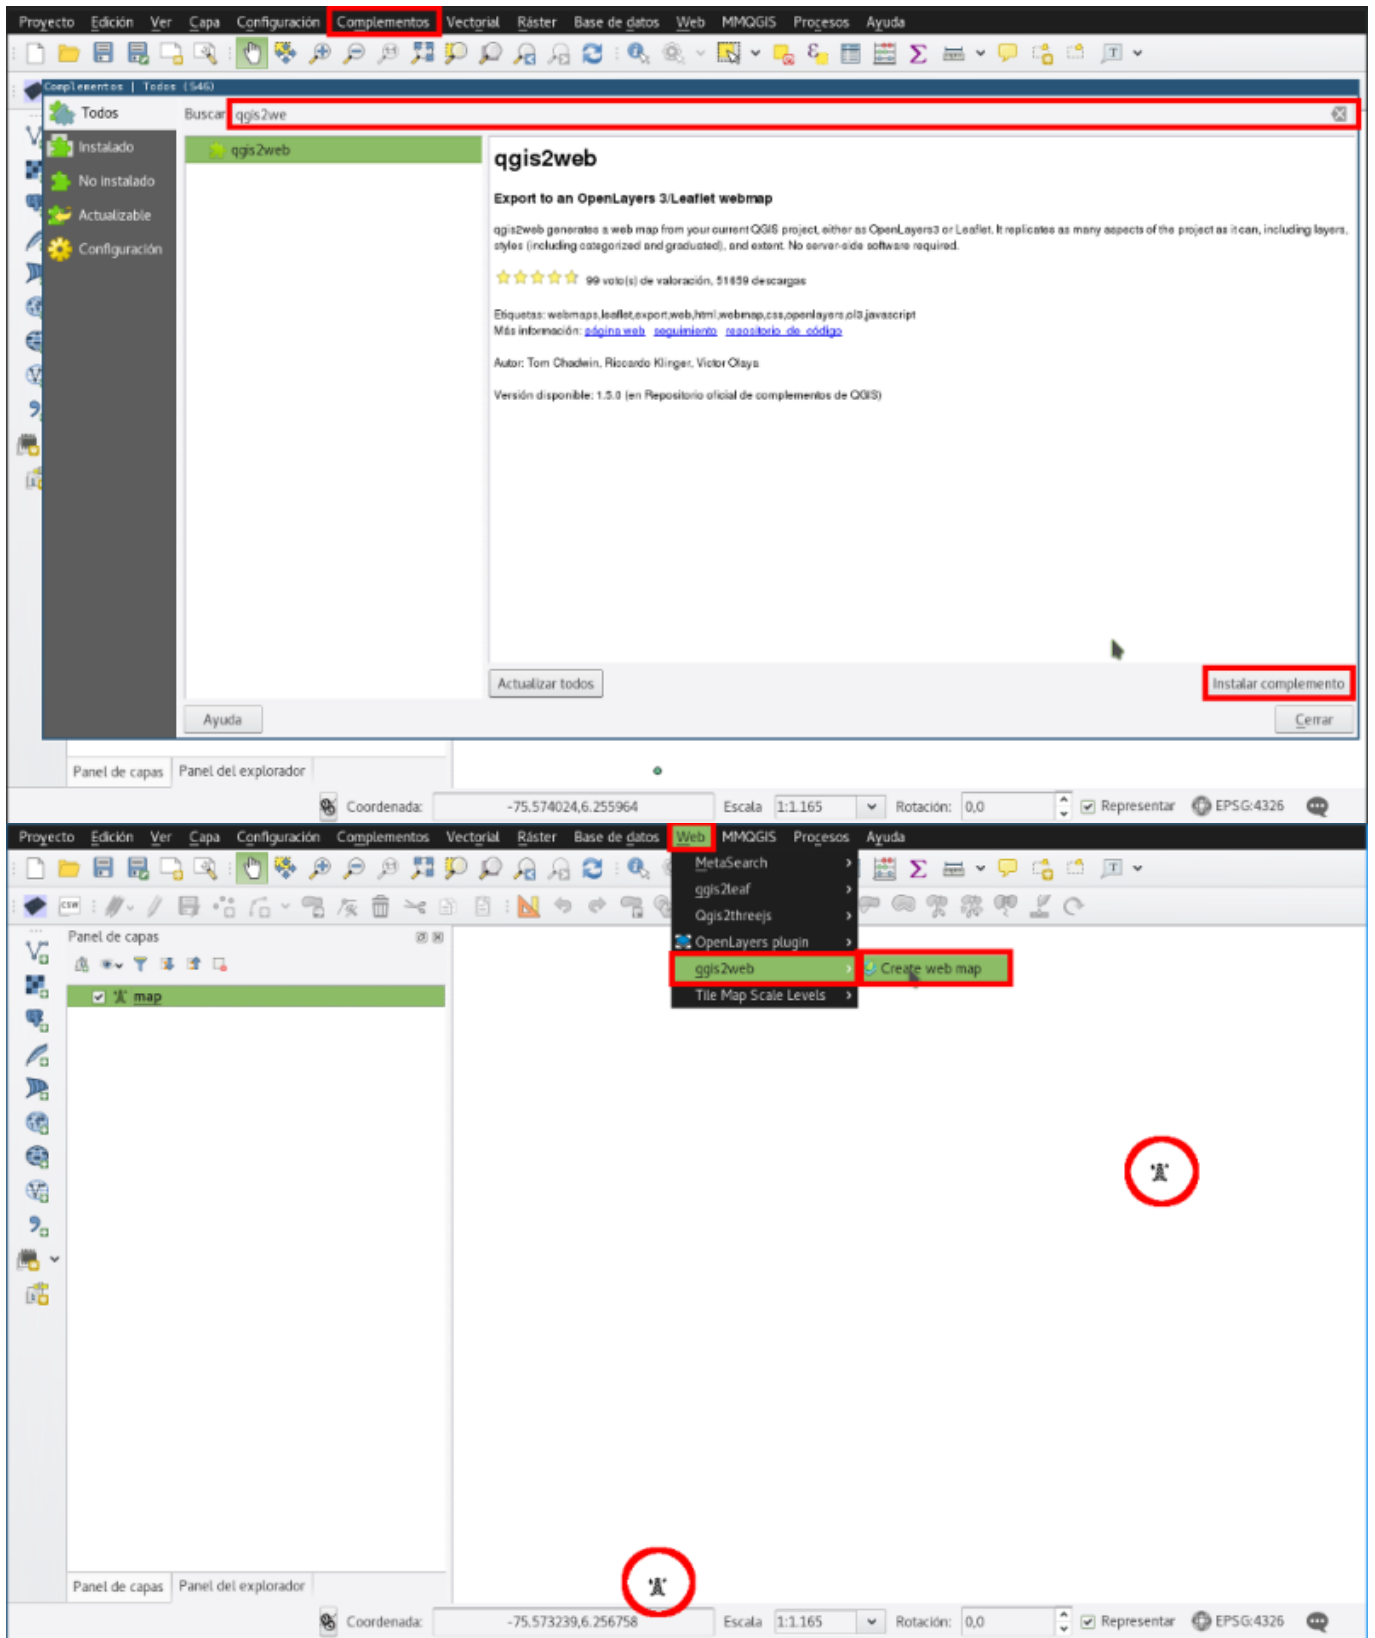 Proyecto Edición Ver Capa Configuración Complementos Vectorial Ráster Base de datos Web MMQGIS Procesos Ayuda
Complementos | Todos (546)
Todos
Buscar qgis2we
Instalado
No instalado
Actualizable
Configuración
qgis2web
qgis2web
Export to an OpenLayers 3/Leaflet webmap
qgis2web generates a web map from your current QGIS project, either as OpenLayers3 or Leaflet. It replicates as many aspects of the project as it can, including layers,
styles (including categorized and graduated), and extent. No server-side software required.
99 voto(s) de valoración, 51659 descargas
Etiquetas: webmaps,leaflet,export,web,html,webmap,css,openlayers,ol3,javascript
Más información: página web seguimiento repositorio de código
Autor: Tom Chadwin, Riccardo Klinger, Victor Olaya
Versión disponible: 1.5.0 (en Repositorio oficial de complementos de QGIS)
Actualizar todos
Instalar complemento
Ayuda
Cerrar
Panel de capas Panel del explorador
Coordenada: -75.574024,6.255964 Escala 1:1.165 Rotación: 0,0 Representar EPSG:4326
Proyecto Edición Ver Capa Configuración Complementos Vectorial Ráster Base de datos Web MMQGIS Procesos Ayuda
MetaSearch
qgis2leaf
Qgis2threejs
OpenLayers plugin
qgis2web
Create web map
Tile Map Scale Levels
CSW
Panel de capas
map
Panel de capas Panel del explorador
Coordenada: -75.573239,6.256758 Escala 1:1.165 Rotación: 0,0 Representar EPSG:4326